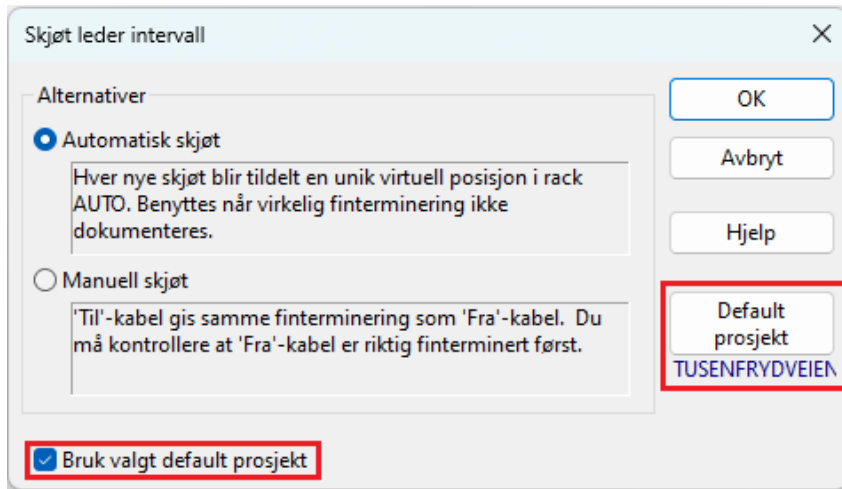 Skjøt leder intervall
Alternativer
Automatisk skjøt
Hver nye skjøt blir tildelt en unik virtuell posisjon i rack
AUTO. Benyttes når virkelig finterminering ikke
dokumenteres.
Manuell skjøt
'Til'-kabel gis samme finterminering som 'Fra'-kabel. Du
må kontrollere at 'Fra'-kabel er riktig finterminert først.
Bruk valgt default prosjekt
OK
Avbryt
Hjelp
Default
prosjekt
TUSENFRYDVEIEN